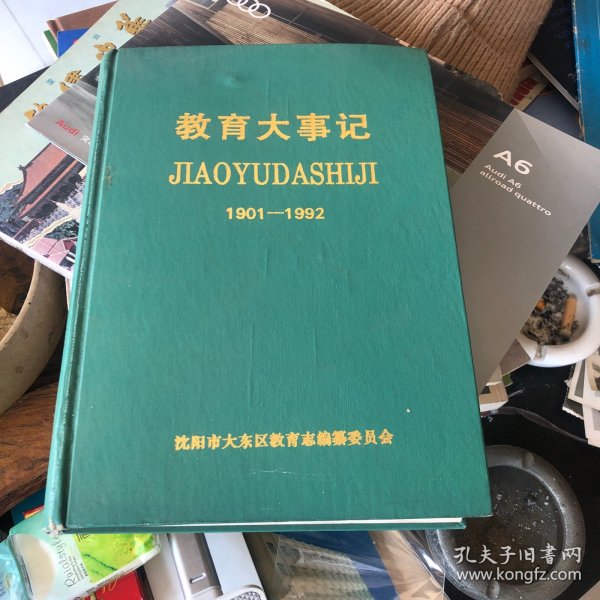 教育大事记
JIAOYUDASHIJI
1901—1992
沈阳市大东区教育志编纂委员会
Audi
A6
Audi A6
allroad quattro
孔夫子旧书网
www.kongfz.com